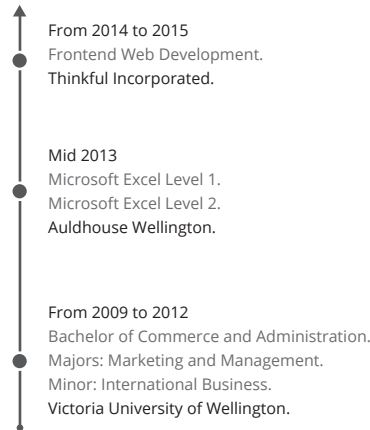 From 2014 to 2015
Frontend Web Development.
Thinkful Incorporated.
Mid 2013
Microsoft Excel Level 1.
Microsoft Excel Level 2.
Auldhouse Wellington.
From 2009 to 2012
Bachelor of Commerce and Administration.
Majors: Marketing and Management.
Minor: International Business.
Victoria University of Wellington.